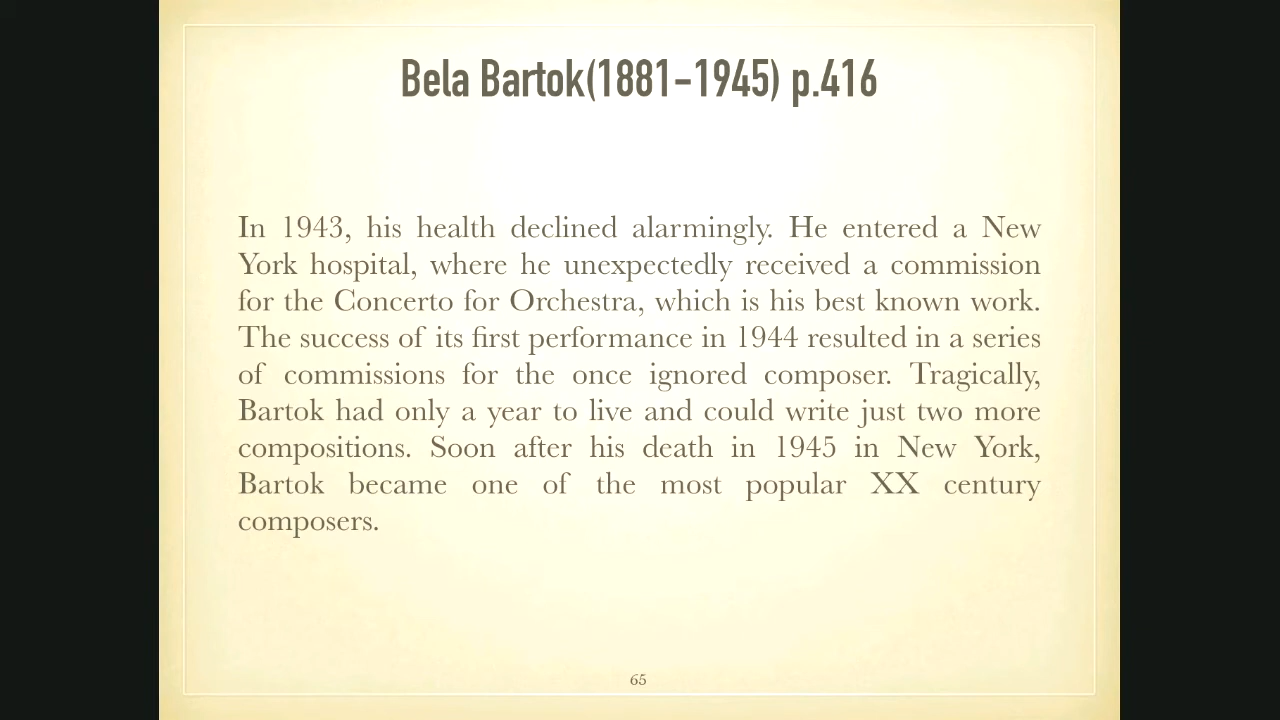 Bela Bartok(1881-1945) p.416
In 1943, his health declined alarmingly. He entered a New
York hospital, where he unexpectedly received a commission
for the Concerto for Orchestra, which is his best known work.
The success of its first performance in 1944 resulted in a series
of commissions for the once ignored composer. Tragically,
Bartok had only a year to live and could write just two more
compositions. Soon after his death in 1945 in New York,
Bartok became one of the most popular XX century
composers.
65